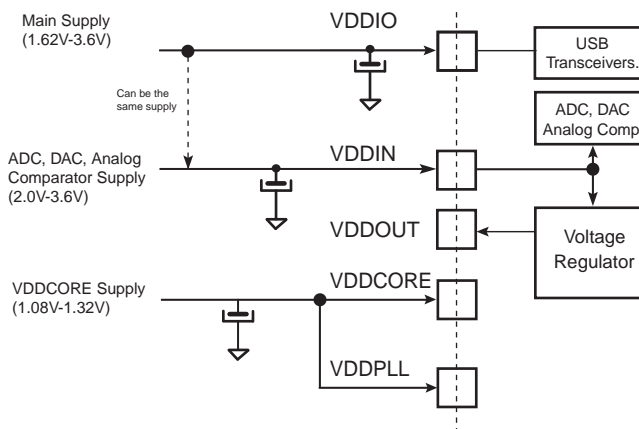 Main Supply
(1.62V-3.6V)
VDDIO
USB
Transceivers.
Can be the
same supply
ADC, DAC
Analog Comp.
ADC, DAC, Analog
Comparator Supply
(2.0V-3.6V)
VDDIN
VDDOUT
Voltage
Regulator
VDDCORE Supply
(1.08V-1.32V)
VDDCORE
VDDPLL